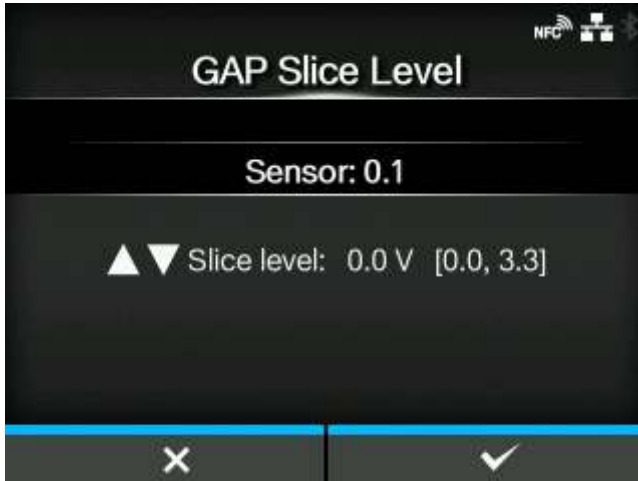 NFC
GAP Slice Level
Sensor: 0.1
Slice level: 0.0 V [0.0, 3.3]